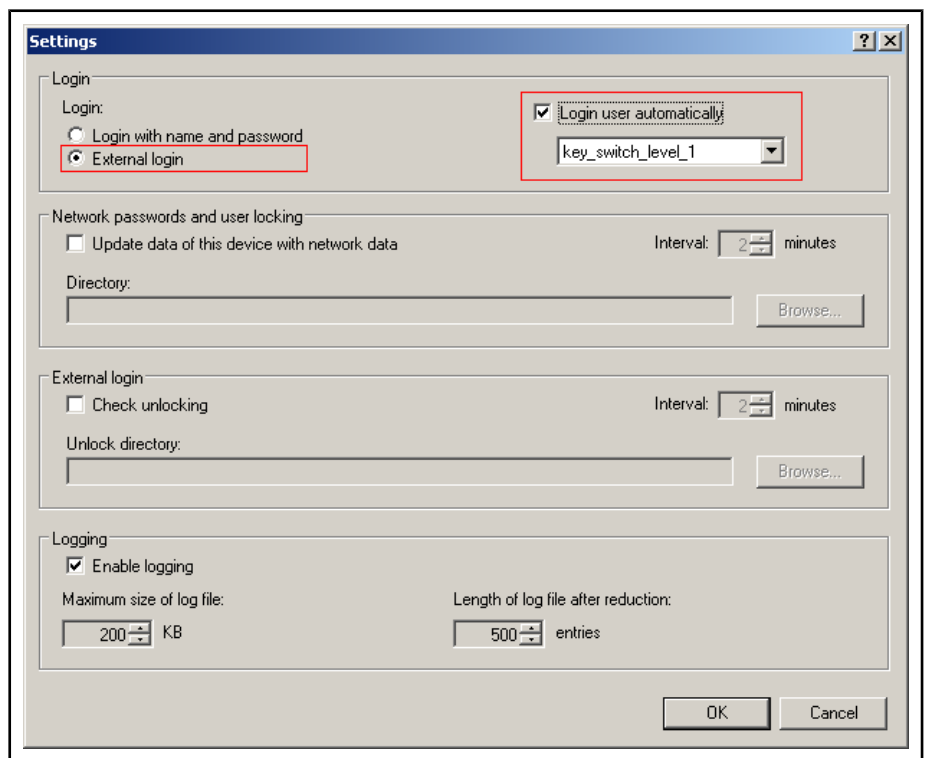 Settings
Login
Login:
Login with name and password
External login
Login user automatically
key_switch_level_1
Network passwords and user locking
Update data of this device with network data
Interval: 2 minutes
Directory:
Browse...
External login
Check unlocking
Interval: 2 minutes
Unlock directory:
Browse...
Logging
Enable logging
Maximum size of log file:
Length of log file after reduction:
200 KB
500 entries
OK
Cancel